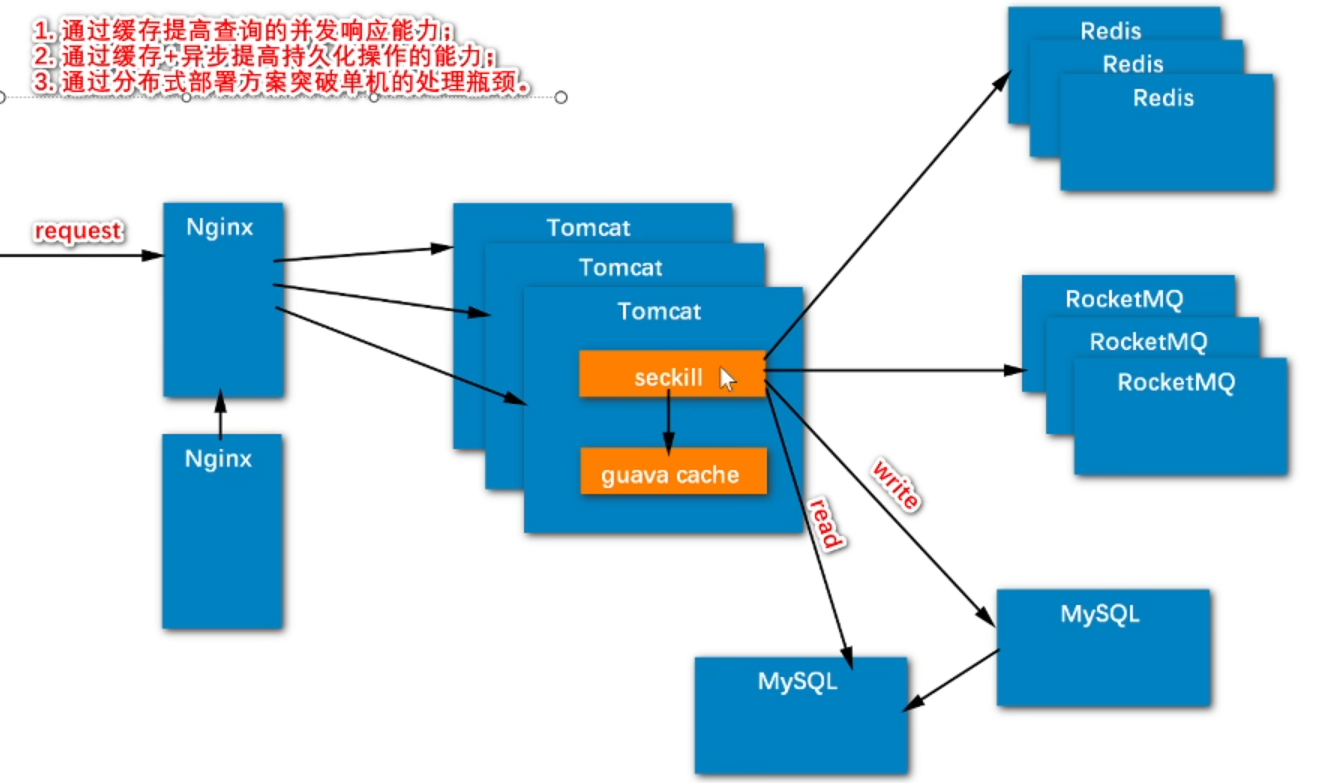 1. 通过缓存提高查询的并发响应能力；
2. 通过缓存+异步提高持久化操作的能力；
3. 通过分布式部署方案突破单机的处理瓶颈。
Redis
Redis
Redis
request
Nginx
Tomcat
Tomcat
Tomcat
RocketMQ
RocketMQ
RocketMQ
seckill
Nginx
guava cache
write
read
MySQL
MySQL